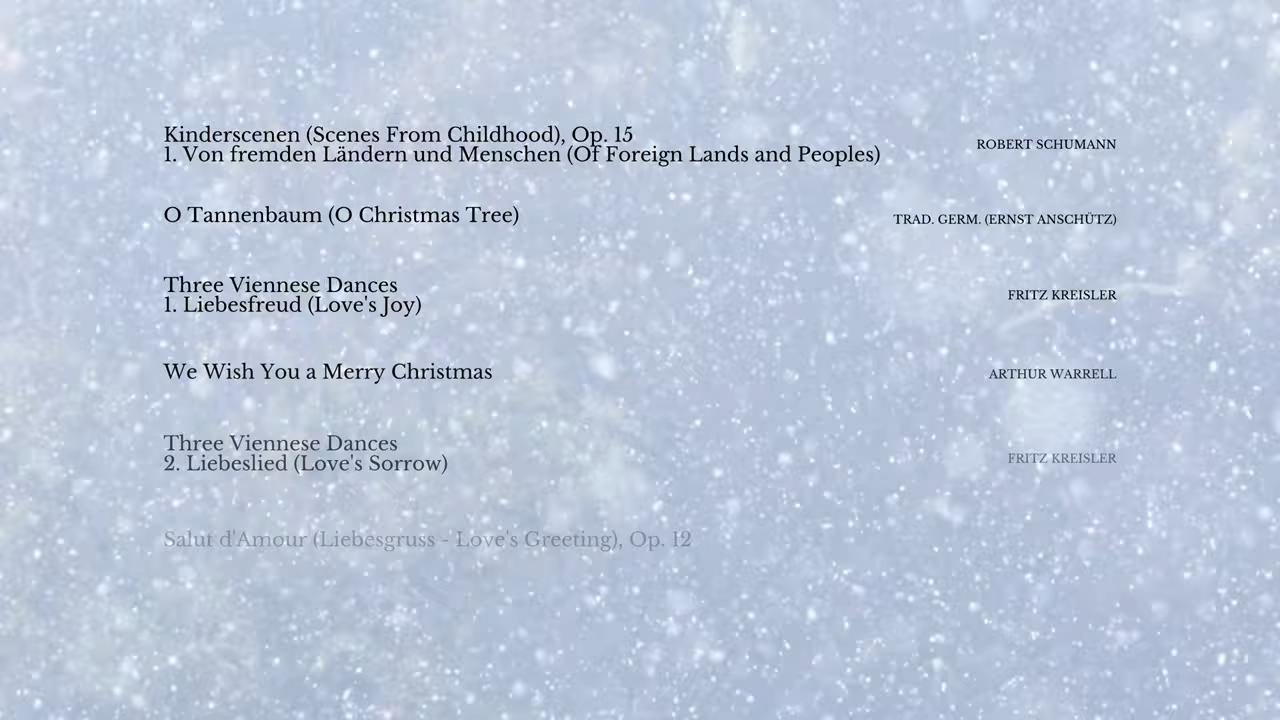 Kinderscenen (Scenes From Childhood), Op. 15
1. Von fremden Ländern und Menschen (Of Foreign Lands and Peoples)
ROBERT SCHUMANN
O Tannenbaum (O Christmas Tree)
TRAD. GERM. (ERNST ANSCHÜTZ)
Three Viennese Dances
1. Liebesfreud (Love's Joy)
FRITZ KREISLER
We Wish You a Merry Christmas
ARTHUR WARRELL
Three Viennese Dances
2. Liebeslied (Love's Sorrow)
FRITZ KREISLER
Salut d'Amour (Liebesgruss - Love's Greeting), Op. 12